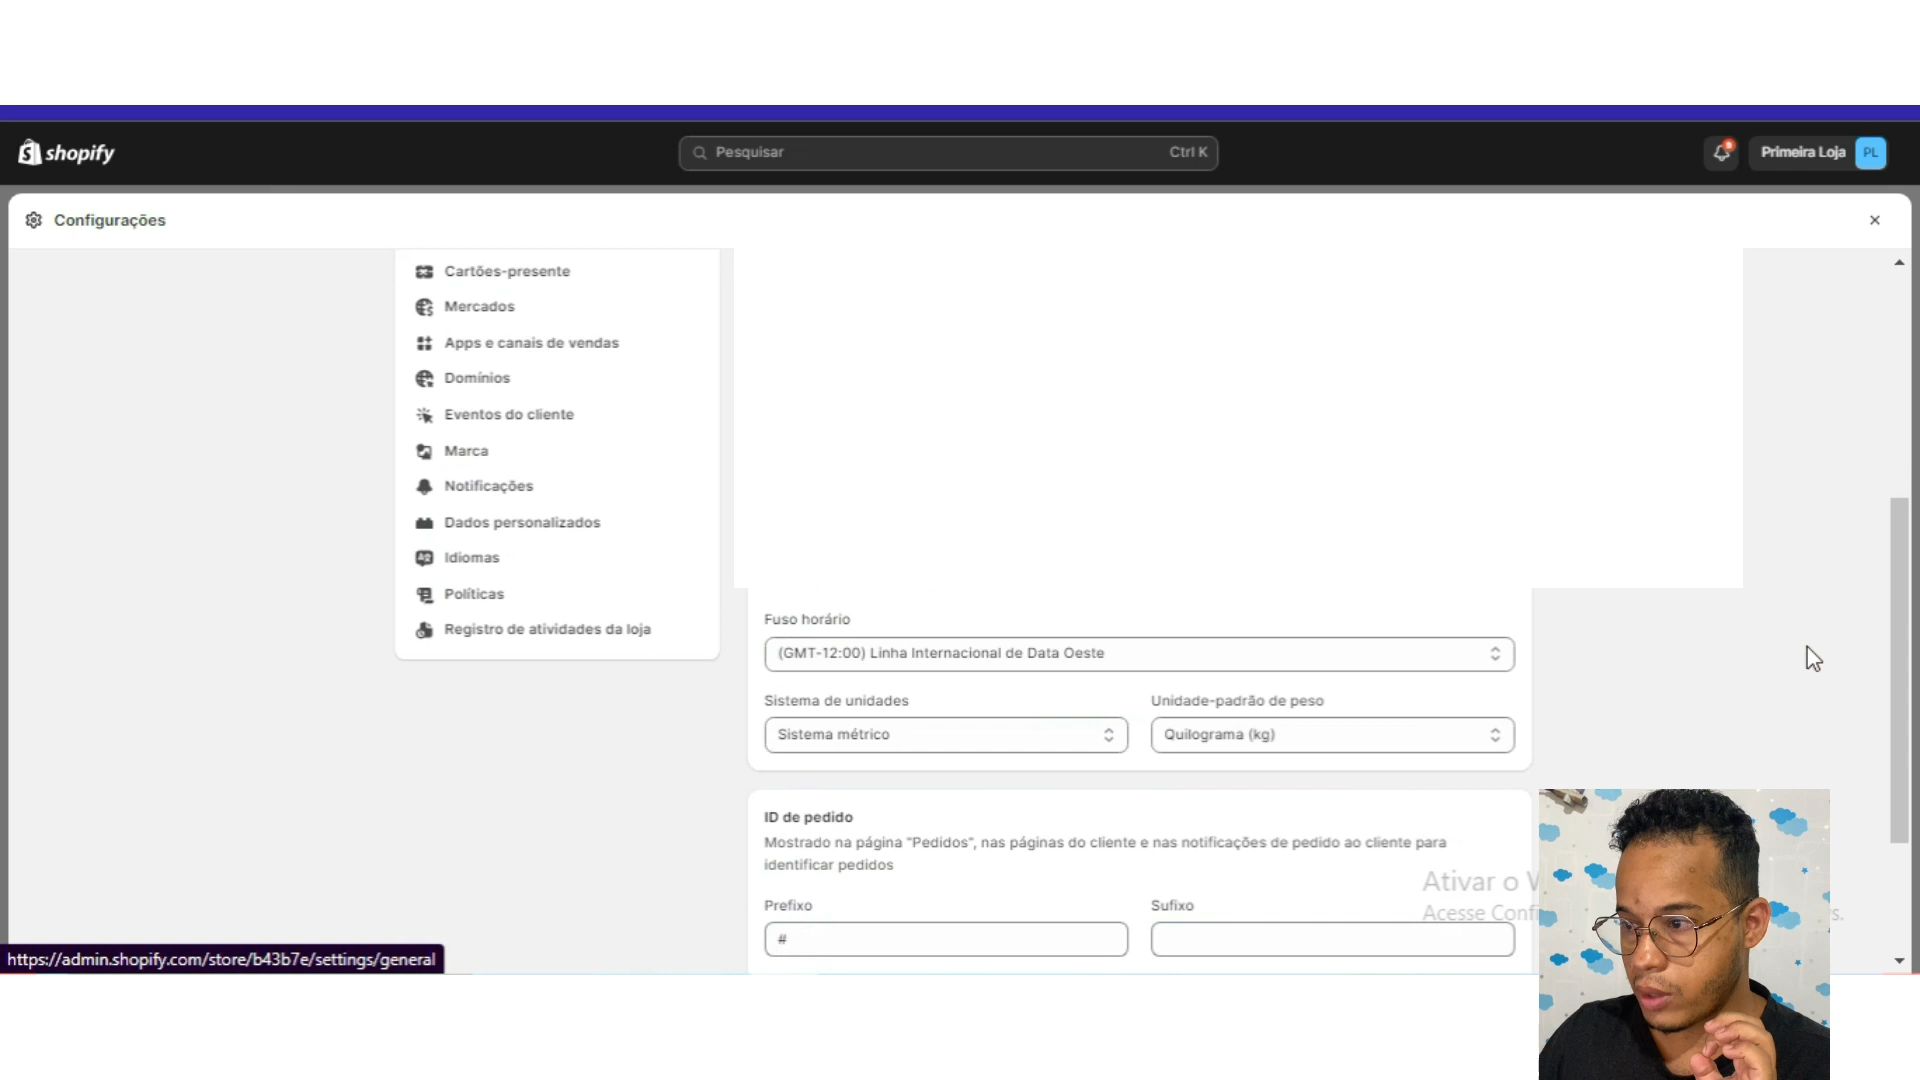 shopify
Pesquisar
Ctrl K
Primeira Loja
PL
Configurações
Cartões-presente
Mercados
Apps e canais de vendas
Domínios
Eventos do cliente
Marca
Notificações
Dados personalizados
Idiomas
Políticas
Registro de atividades da loja
Fuso horário
(GMT-12:00) Linha Internacional de Data Oeste
Sistema de unidades
Unidade-padrão de peso
Sistema métrico
Quilograma (kg)
ID de pedido
Mostrado na página "Pedidos", nas páginas do cliente e nas notificações de pedido ao cliente para
identificar pedidos
Ativar o
Acesse
Prefixo
Sufixo
#
https://admin.shopify.com/store/b43b7e/settings/general